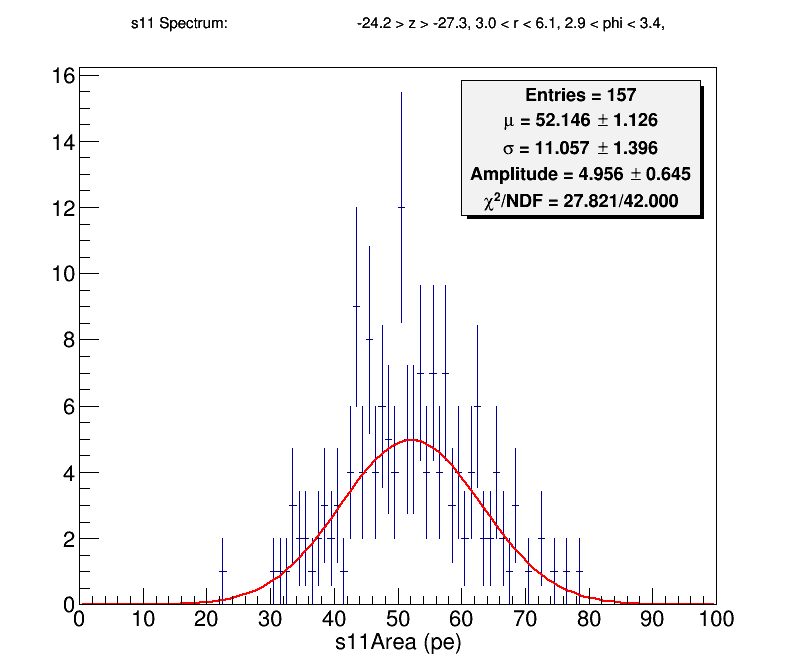 s11 Spectrum: -24.2 > z > -27.3, 3.0 < r < 6.1, 2.9 < phi < 3.4,
Entries = 157
μ = 52.146 ± 1.126
σ = 11.057 ± 1.396
Amplitude = 4.956 ± 0.645
χ²/NDF = 27.821/42.000
16
14
12
10
8
6
4
2
0
0 10 20 30 40 50 60 70 80 90 100
s11Area (pe)